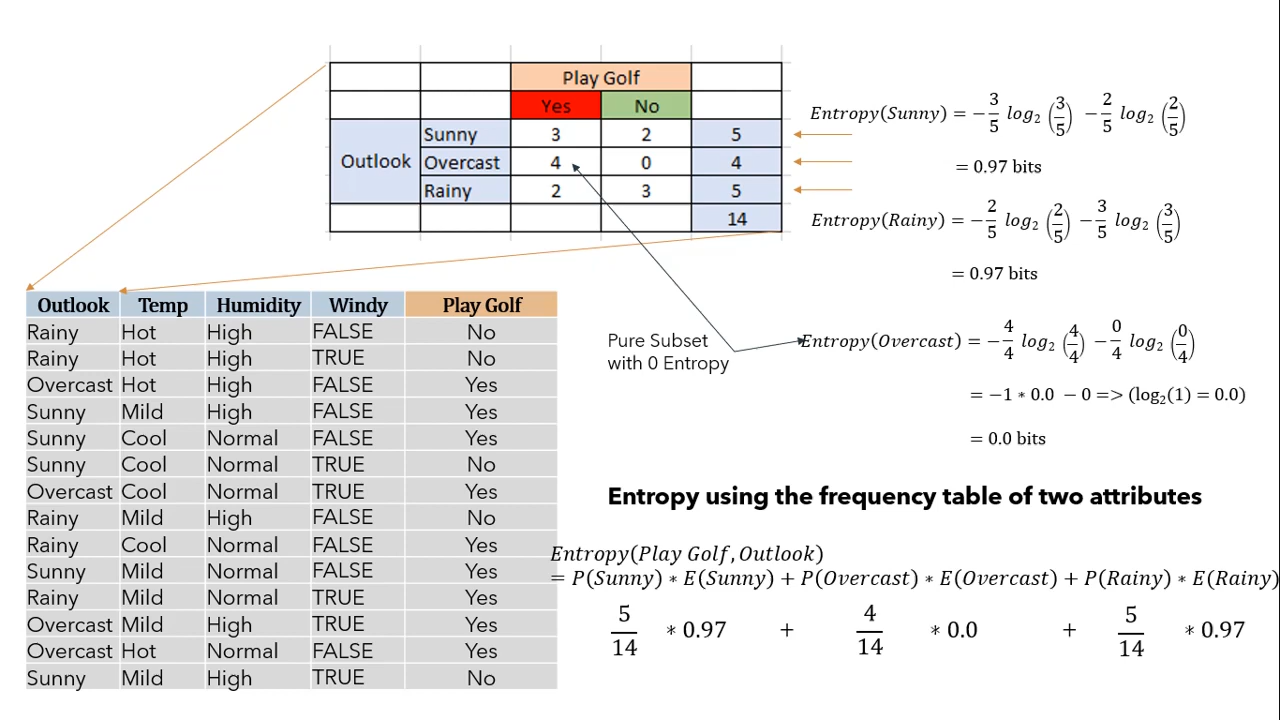 Play Golf
Yes No
Sunny 3 2 5
Outlook Overcast 4 0 4
Rainy 2 3 5
14
Entropy(Sunny) = −3/5 log₂ (3/5) −2/5 log₂ (2/5)
= 0.97 bits
Entropy(Rainy) = −2/5 log₂ (2/5) −3/5 log₂ (3/5)
= 0.97 bits
Pure Subset
with 0 Entropy
Entropy(Overcast) = −4/4 log₂ (4/4) −0/4 log₂ (0/4)
= −1 * 0.0 − 0 => (log₂(1) = 0.0)
= 0.0 bits
Outlook Temp Humidity Windy Play Golf
Rainy Hot High FALSE No
Rainy Hot High TRUE No
Overcast Hot High FALSE Yes
Sunny Mild High FALSE Yes
Sunny Cool Normal FALSE Yes
Sunny Cool Normal TRUE No
Overcast Cool Normal TRUE Yes
Rainy Mild High FALSE No
Rainy Cool Normal FALSE Yes
Sunny Mild Normal FALSE Yes
Rainy Mild Normal TRUE Yes
Overcast Mild High TRUE Yes
Overcast Hot Normal FALSE Yes
Sunny Mild High TRUE No
Entropy using the frequency table of two attributes
Entropy(Play Golf, Outlook)
= P(Sunny) * E(Sunny) + P(Overcast) * E(Overcast) + P(Rainy) * E(Rainy)
5/14 * 0.97 + 4/14 * 0.0 + 5/14 * 0.97